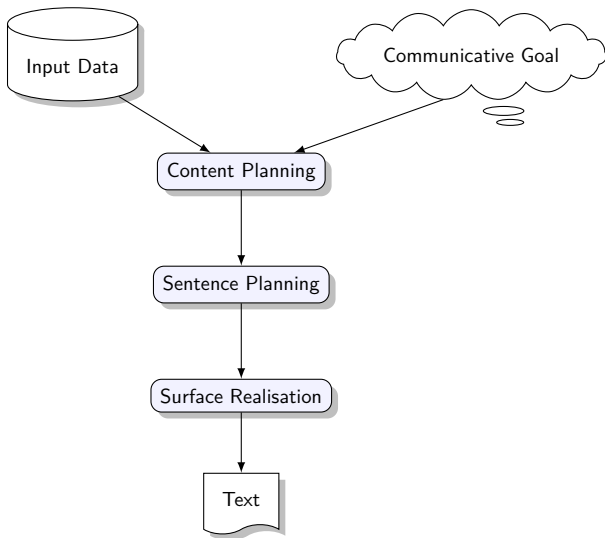 Input Data
Communicative Goal
Content Planning
Sentence Planning
Surface Realisation
Text